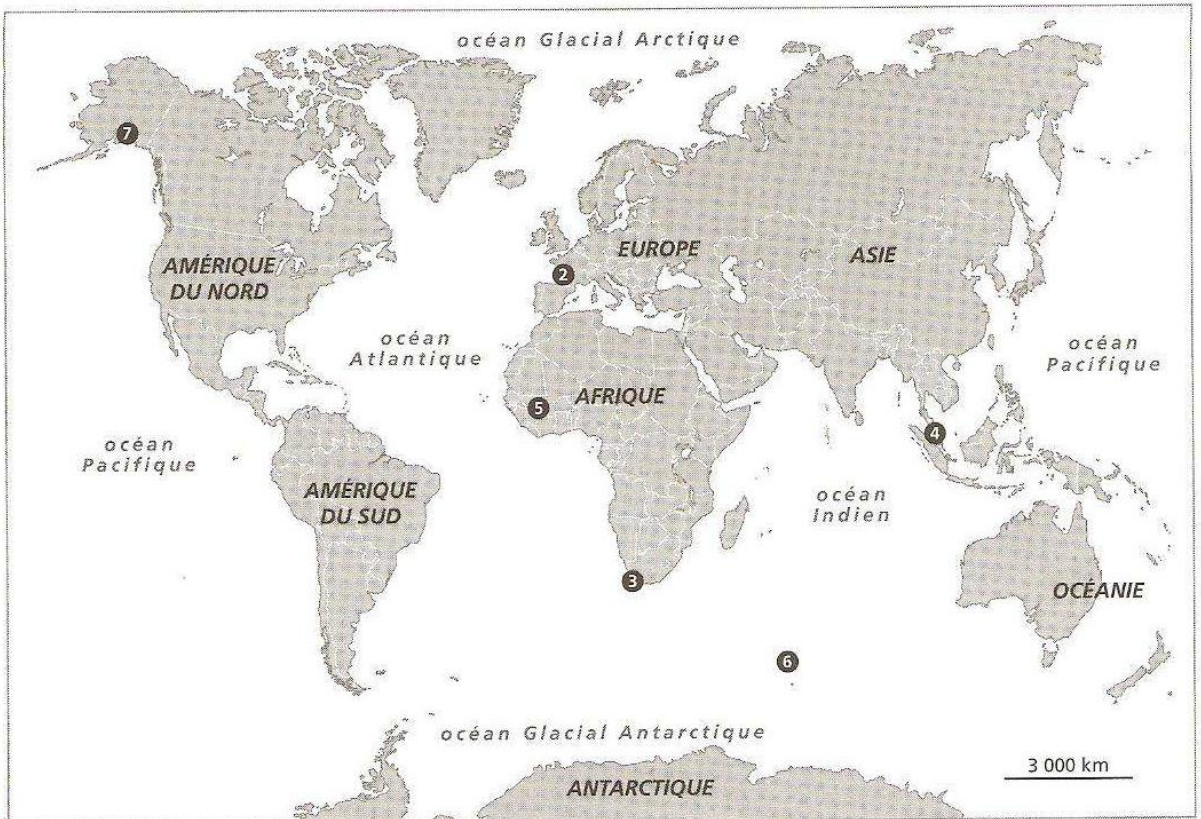 océan Glacial Arctique
7
AMÉRIQUE
DU NORD
2
EUROPE
ASIE
océan
Atlantique
océan
Pacifique
5
AFRIQUE
4
océan
Pacifique
AMÉRIQUE
DU SUD
océan
Indien
3
OCÉANIE
6
océan Glacial Antarctique
3 000 km
ANTARCTIQUE